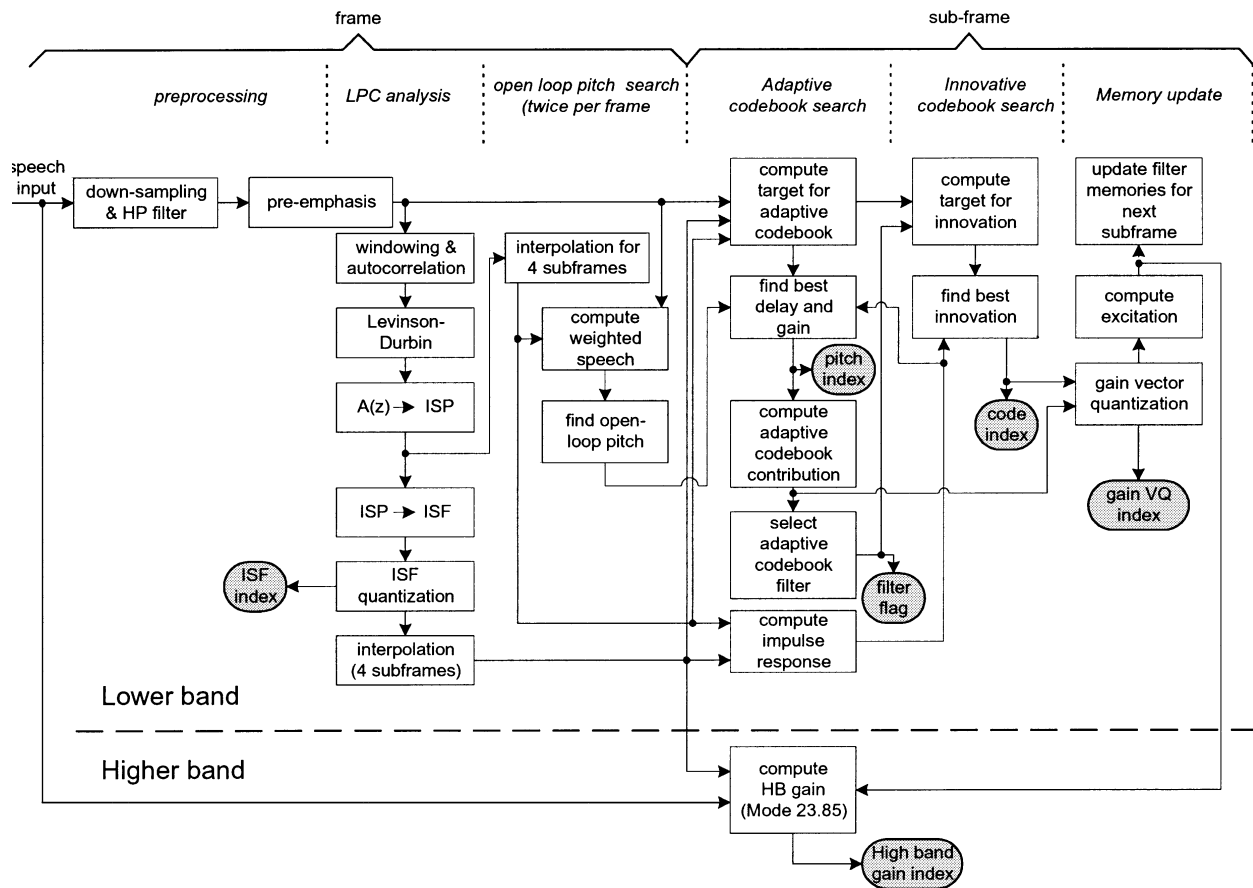 frame
sub-frame
preprocessing
LPC analysis
open loop pitch search
(twice per frame
Adaptive
codebook search
Innovative
codebook search
Memory update
speech
input
down-sampling
& HP filter
pre-emphasis
windowing &
autocorrelation
Levinson-
Durbin
A(z) → ISP
ISP → ISF
ISF
quantization
ISF
index
interpolation
(4 subframes)
interpolation for
4 subframes
compute
weighted
speech
find open-
loop pitch
compute
target for
adaptive
codebook
find best
delay and
gain
pitch
index
compute
adaptive
codebook
contribution
select
adaptive
codebook
filter
filter
flag
compute
impulse
response
compute
target for
innovation
find best
innovation
code
index
update filter
memories for
next
subframe
compute
excitation
gain vector
quantization
gain VQ
index
Lower band
Higher band
compute
HB gain
(Mode 23.85)
High band
gain index